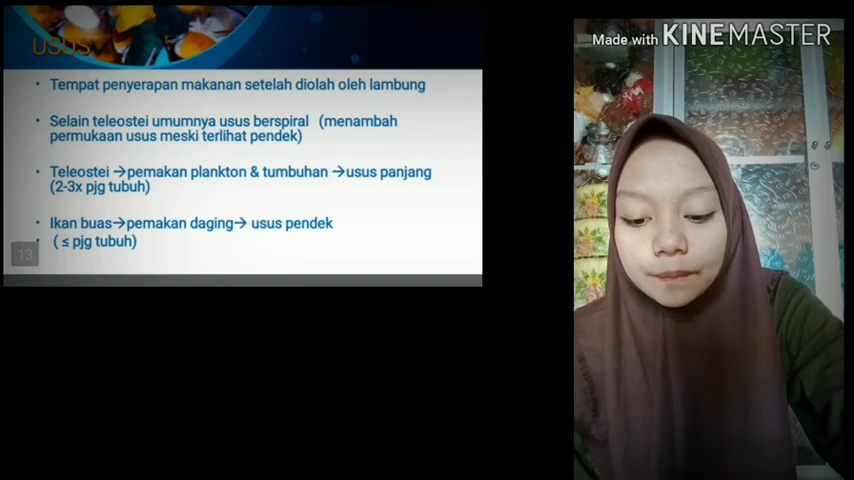 USUS
Made with KINEMASTER
• Tempat penyerapan makanan setelah diolah oleh lambung
• Selain teleostei umumnya usus berspiral (menambah
permukaan usus meski terlihat pendek)
• Teleostei →pemakan plankton & tumbuhan →usus panjang
(2-3x pjg tubuh)
• Ikan buas→pemakan daging→ usus pendek
• ( ≤ pjg tubuh)
13